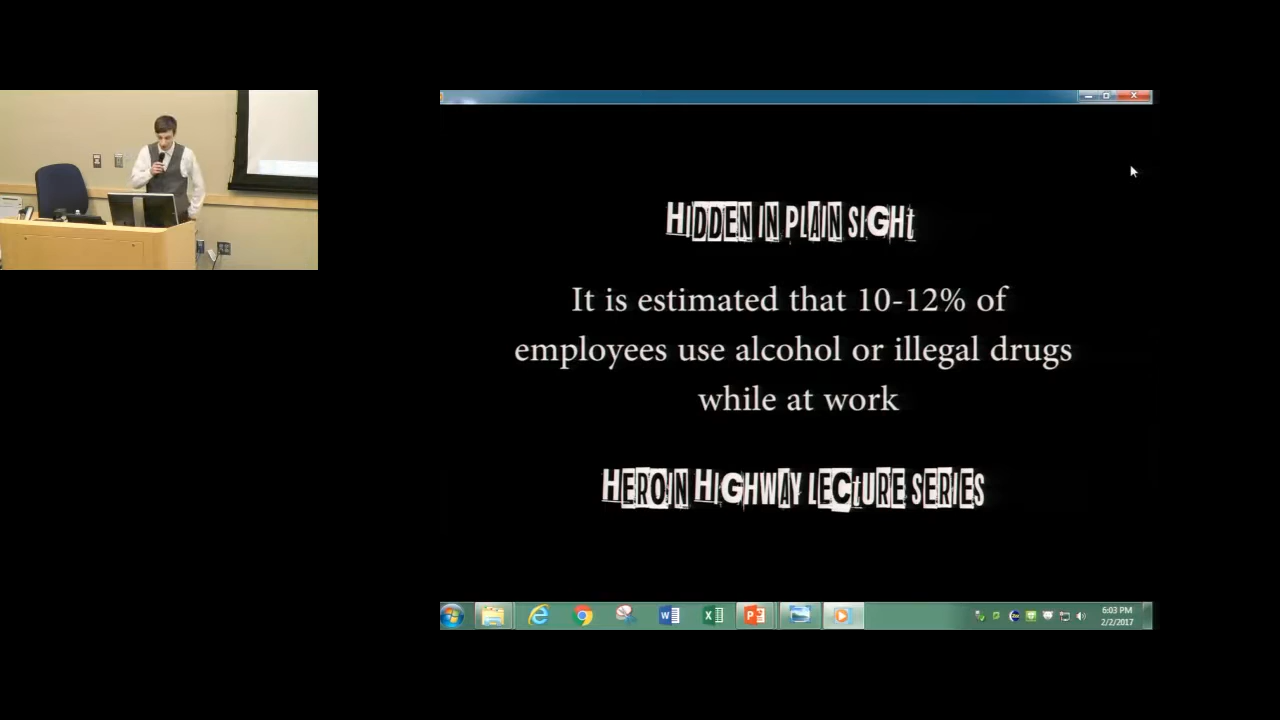 HIDDEN IN PLAIN SIGHt
It is estimated that 10-12% of
employees use alcohol or illegal drugs
while at work
HEROIN HIGHWAY LECtURE SERIES
6:03 PM
2/2/2017